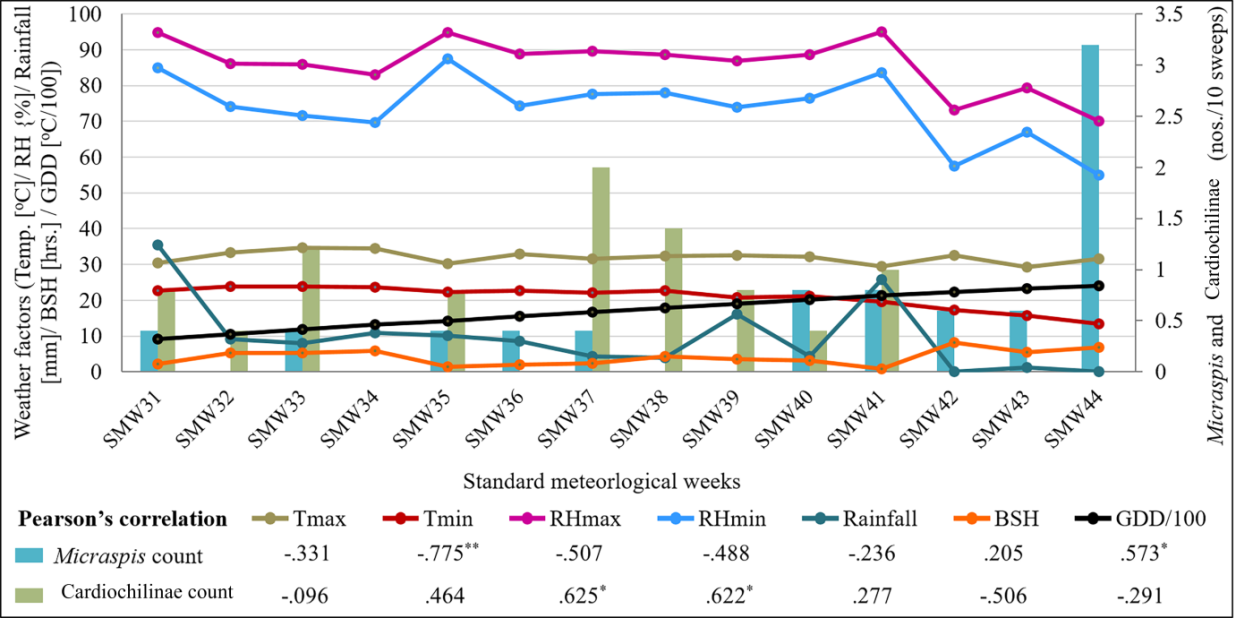 Weather factors (Temp. [ºC]/ RH {%]/ Rainfall
[mm]/ BSH [hrs.] / GDD [ºC/100])
100
90
80
70
60
50
40
30
20
10
0
3.5
3
2.5
2
1.5
1
0.5
0
Micraspis and Cardiochilinae (nos./10 sweeps)
SMW31
SMW32
SMW33
SMW34
SMW35
SMW36
SMW37
SMW38
SMW39
SMW40
SMW41
SMW42
SMW43
SMW44
Standard meteorlogical weeks
Pearson's correlation Tmax Tmin RHmax RHmin Rainfall BSH GDD/100
Micraspis count -.331 -.775** -.507 -.488 -.236 .205 .573*
Cardiochilinae count -.096 .464 .625* .622* .277 -.506 -.291